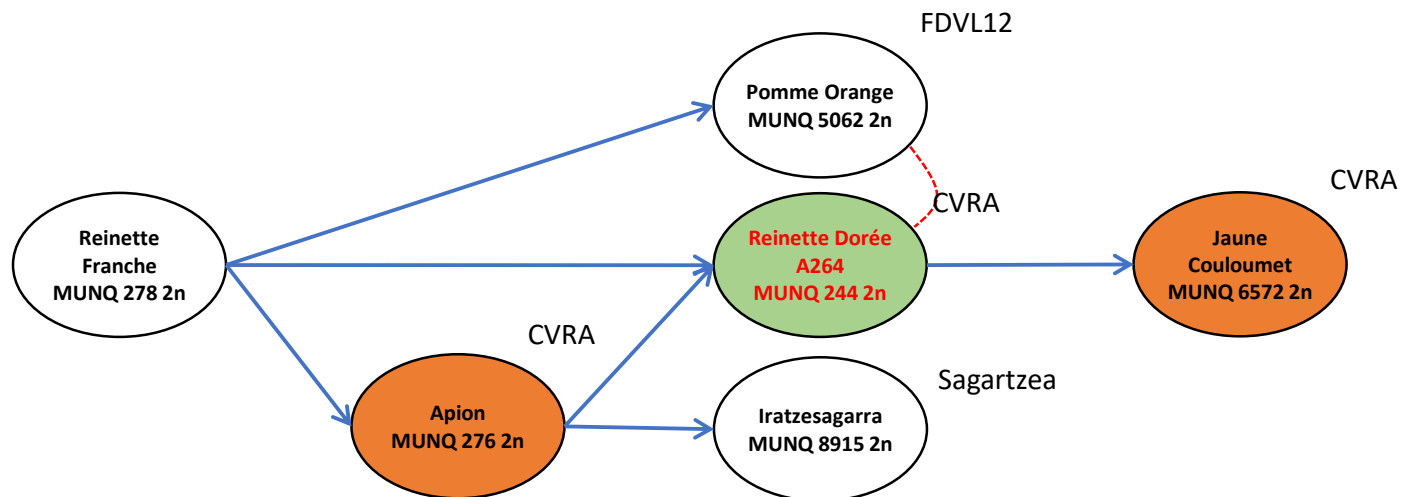 FDVL12
Pomme Orange
MUNQ 5062 2n
CVRA
CVRA
Reinette
Franche
MUNQ 278 2n
Reinette Dorée
A264
MUNQ 244 2n
Jaune
Couloumet
MUNQ 6572 2n
CVRA
Sagartzea
Apion
MUNQ 276 2n
Iratzesagarra
MUNQ 8915 2n